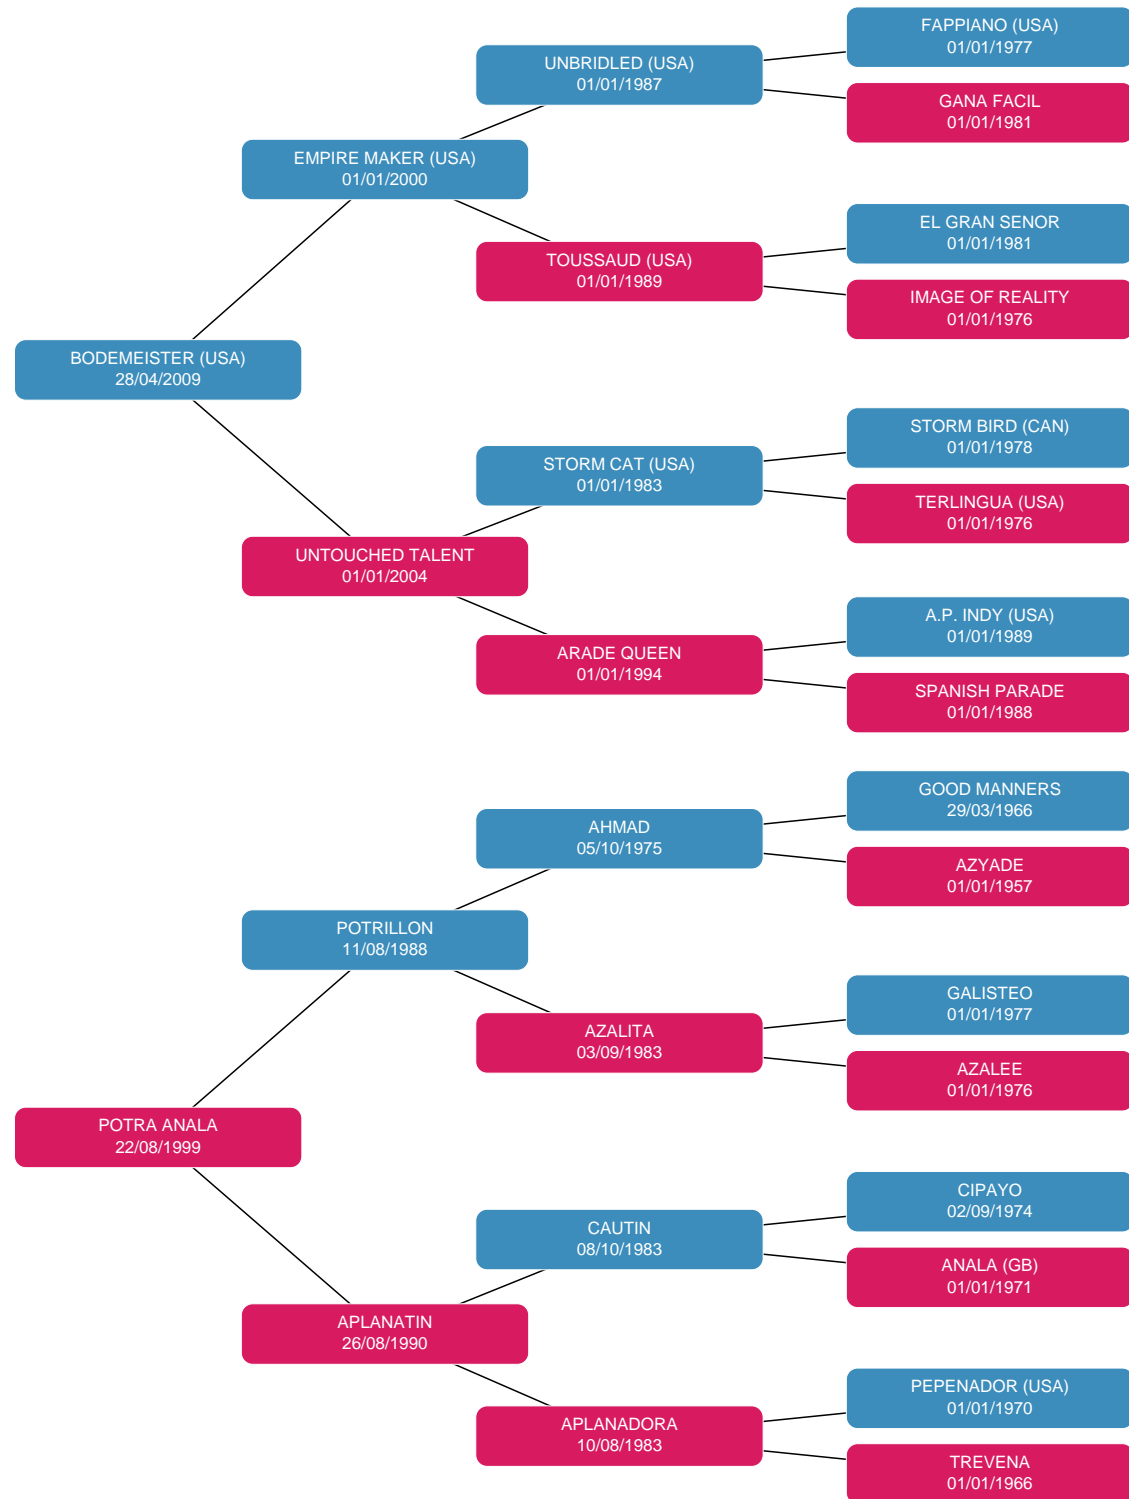 FAPPIANO (USA)
01/01/1977
UNBRIDLED (USA)
01/01/1987
GANA FACIL
01/01/1981
EMPIRE MAKER (USA)
01/01/2000
EL GRAN SENOR
01/01/1981
TOUSSAUD (USA)
01/01/1989
IMAGE OF REALITY
01/01/1976
BODEMEISTER (USA)
28/04/2009
STORM BIRD (CAN)
01/01/1978
STORM CAT (USA)
01/01/1983
TERLINGUA (USA)
01/01/1976
UNTOUCHED TALENT
01/01/2004
A.P. INDY (USA)
01/01/1989
ARADE QUEEN
01/01/1994
SPANISH PARADE
01/01/1988
GOOD MANNERS
29/03/1966
AHMAD
05/10/1975
AZYADE
01/01/1957
POTRILLON
11/08/1988
GALISTEO
01/01/1977
AZALITA
03/09/1983
AZALEE
01/01/1976
POTRA ANALA
22/08/1999
CIPAYO
02/09/1974
CAUTIN
08/10/1983
ANALA (GB)
01/01/1971
APLANATIN
26/08/1990
PEPENADOR (USA)
01/01/1970
APLANADORA
10/08/1983
TREVENA
01/01/1966